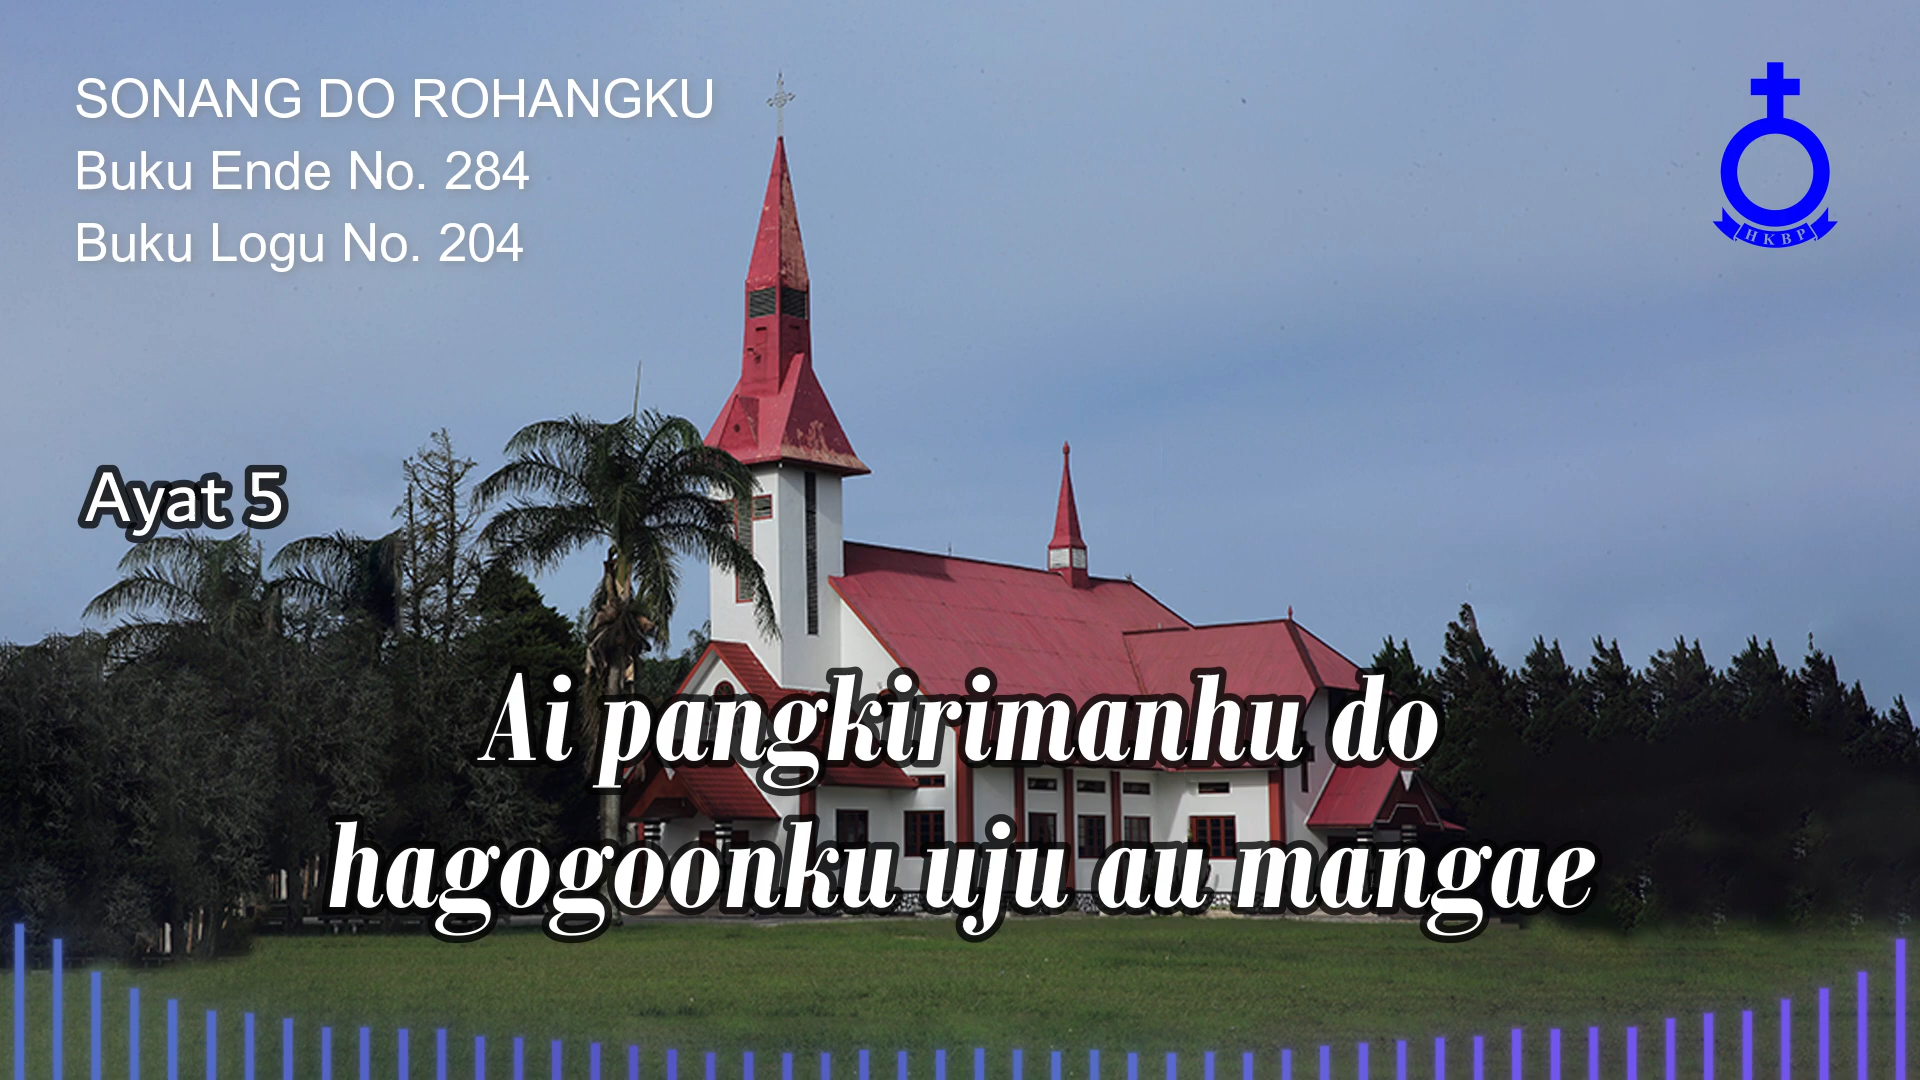 SONANG DO ROHANGKU
Buku Ende No. 284
Buku Logu No. 204
HKBP
Ayat 5
Ai pangkirimanhu do
hagogoonku uju au mangae